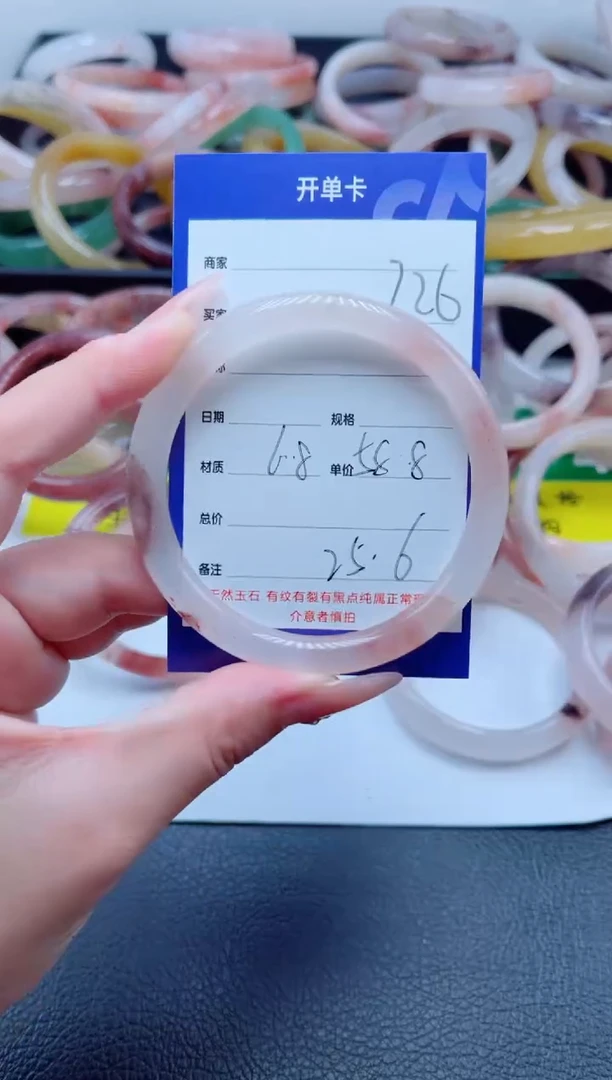 开单卡
商家
726
买家
日期 规格
材质 6.8 单价 58.8
总价
备注 25.6
天然玉石 有纹有裂有黑点纯属正常
介意者慎拍